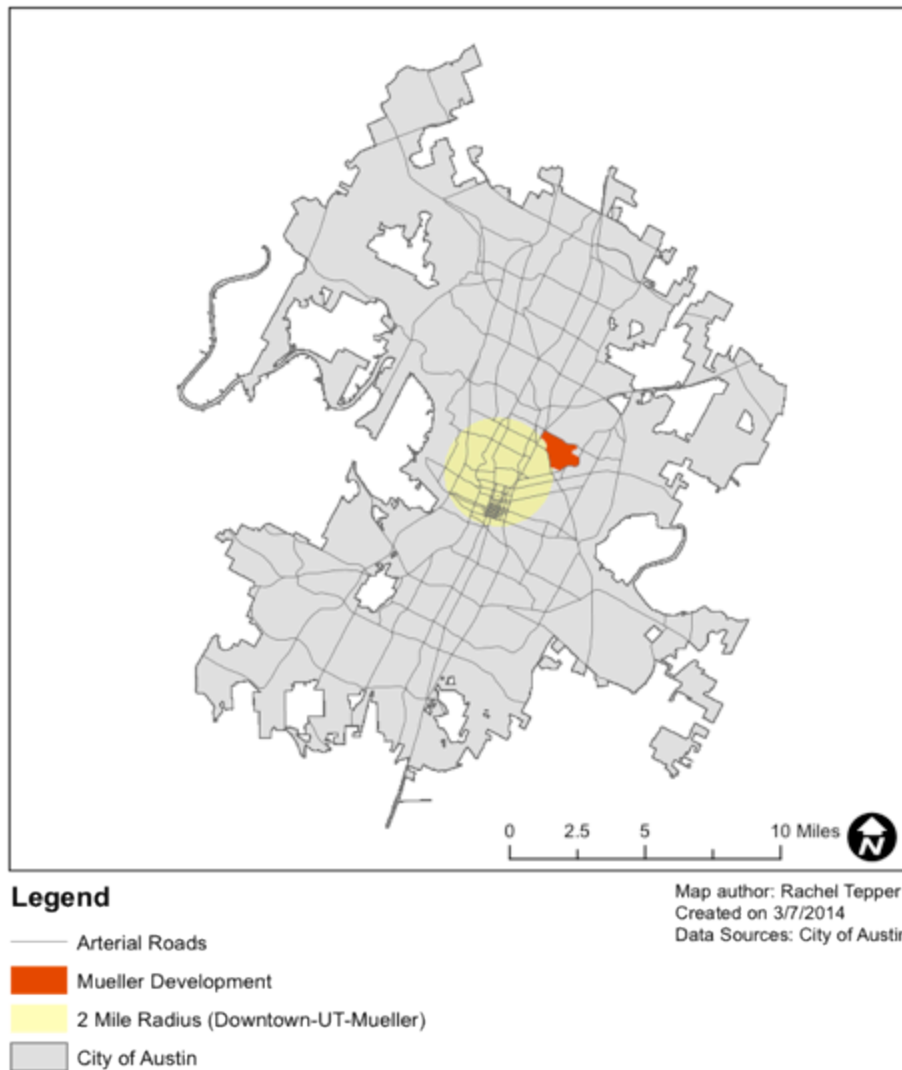 0 2.5 5 10 Miles
N
Legend
Arterial Roads
Mueller Development
2 Mile Radius (Downtown-UT-Mueller)
City of Austin
Map author: Rachel Tepper
Created on 3/7/2014
Data Sources: City of Austin